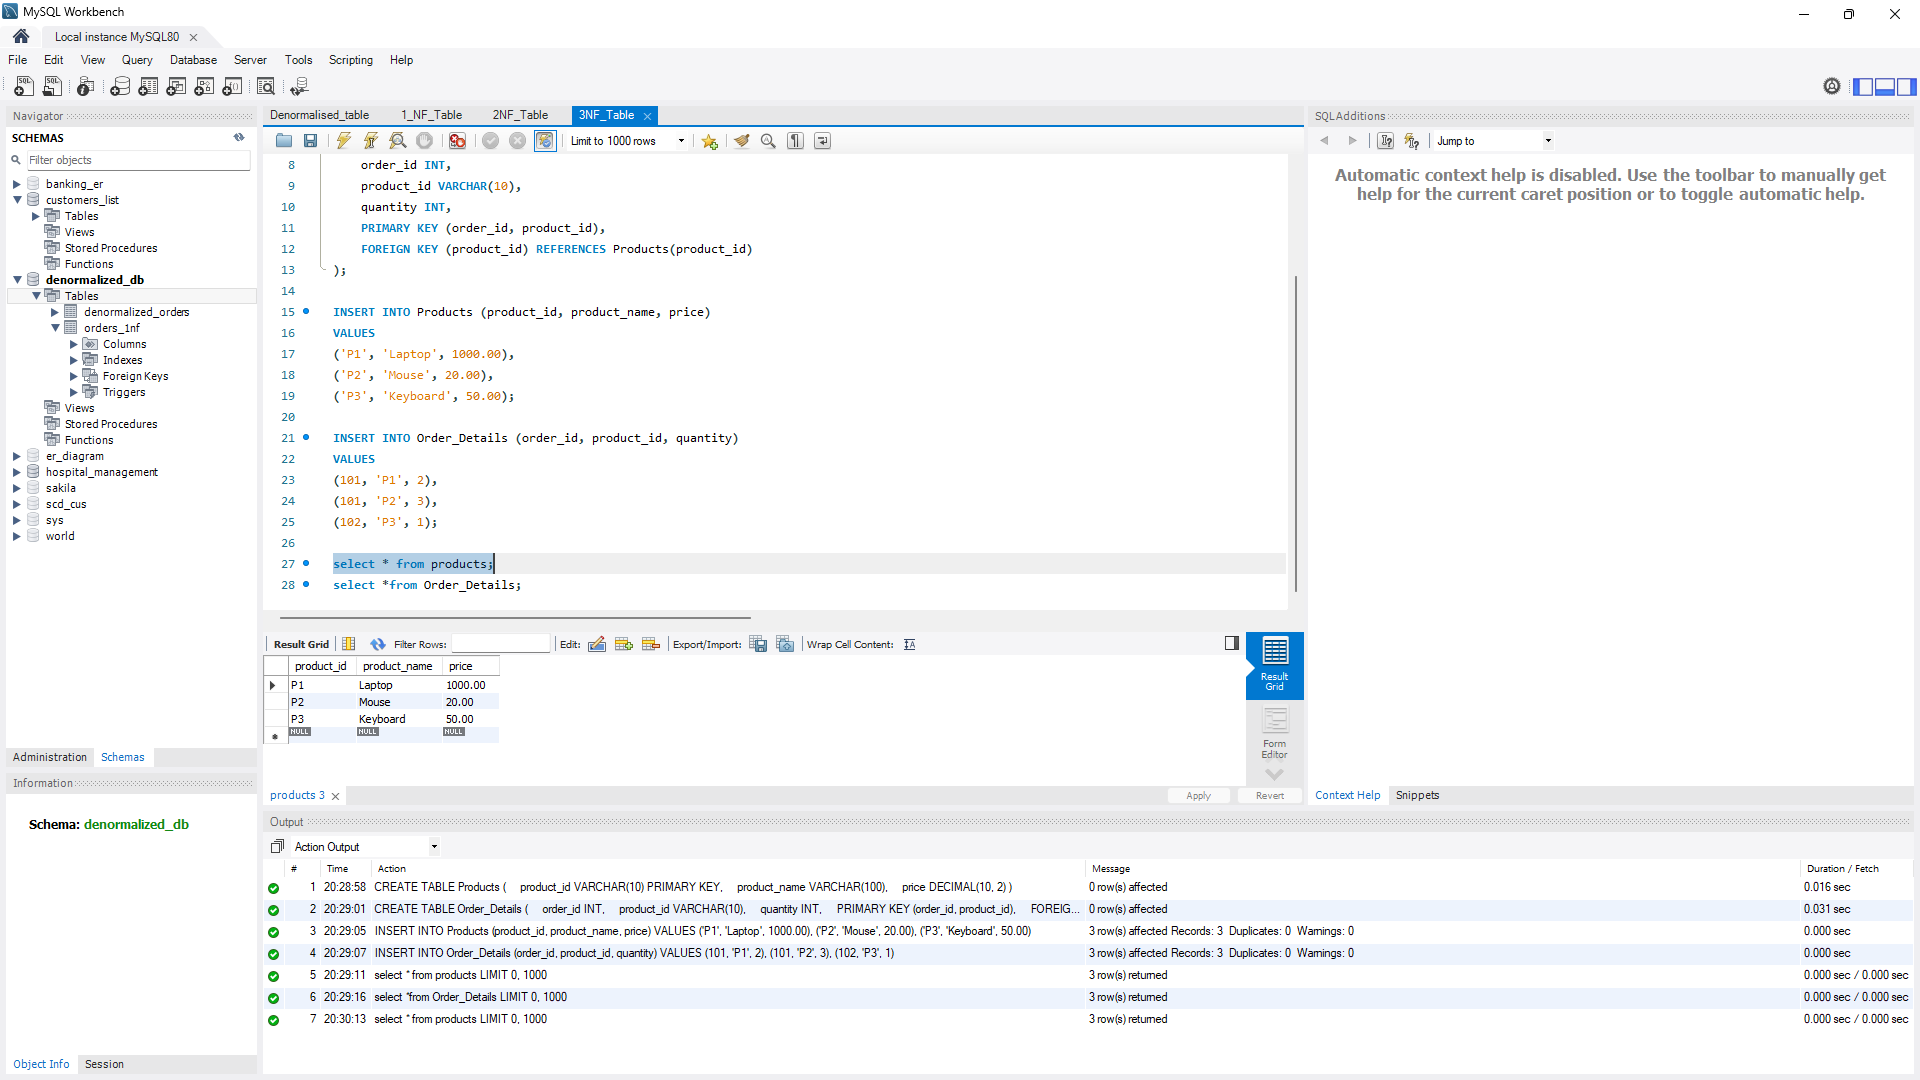 MySQL Workbench
Local instance MySQL80
File Edit View Query Database Server Tools Scripting Help
Navigator
SCHEMAS
Filter objects
banking_er
customers_list
Tables
Views
Stored Procedures
Functions
denormalized_db
Tables
denormalized_orders
orders_1nf
Columns
Indexes
Foreign Keys
Triggers
Views
Stored Procedures
Functions
er_diagram
hospital_management
sakila
scd_cus
sys
world
Administration Schemas
Information
Schema: denormalized_db
Object Info Session
Denormalised_table 1_NF_Table 2NF_Table 3NF_Table
Limit to 1000 rows
8 order_id INT,
9 product_id VARCHAR(10),
10 quantity INT,
11 PRIMARY KEY (order_id, product_id),
12 FOREIGN KEY (product_id) REFERENCES Products(product_id)
13 );
14
15 INSERT INTO Products (product_id, product_name, price)
16 VALUES
17 ('P1', 'Laptop', 1000.00),
18 ('P2', 'Mouse', 20.00),
19 ('P3', 'Keyboard', 50.00);
20
21 INSERT INTO Order_Details (order_id, product_id, quantity)
22 VALUES
23 (101, 'P1', 2),
24 (101, 'P2', 3),
25 (102, 'P3', 1);
26
27 select * from products;
28 select *from Order_Details;
Result Grid Filter Rows: Edit: Export/Import: Wrap Cell Content:
product_id product_name price
P1 Laptop 1000.00
P2 Mouse 20.00
P3 Keyboard 50.00
NULL NULL NULL
Result Grid
Form Editor
products 3
Apply Revert
SQLAdditions
Jump to
Automatic context help is disabled. Use the toolbar to manually get
help for the current caret position or to toggle automatic help.
Context Help Snippets
Output
Action Output
# Time Action Message Duration / Fetch
1 20:28:58 CREATE TABLE Products ( product_id VARCHAR(10) PRIMARY KEY, product_name VARCHAR(100), price DECIMAL(10, 2) ) 0 row(s) affected 0.016 sec
2 20:29:01 CREATE TABLE Order_Details ( order_id INT, product_id VARCHAR(10), quantity INT, PRIMARY KEY (order_id, product_id), FOREIG... 0 row(s) affected 0.031 sec
3 20:29:05 INSERT INTO Products (product_id, product_name, price) VALUES ('P1', 'Laptop', 1000.00), ('P2', 'Mouse', 20.00), ('P3', 'Keyboard', 50.00) 3 row(s) affected Records: 3 Duplicates: 0 Warnings: 0 0.000 sec
4 20:29:07 INSERT INTO Order_Details (order_id, product_id, quantity) VALUES (101, 'P1', 2), (101, 'P2', 3), (102, 'P3', 1) 3 row(s) affected Records: 3 Duplicates: 0 Warnings: 0 0.000 sec
5 20:29:11 select * from products LIMIT 0, 1000 3 row(s) returned 0.000 sec / 0.000 sec
6 20:29:16 select *from Order_Details LIMIT 0, 1000 3 row(s) returned 0.000 sec / 0.000 sec
7 20:30:13 select * from products LIMIT 0, 1000 3 row(s) returned 0.000 sec / 0.000 sec